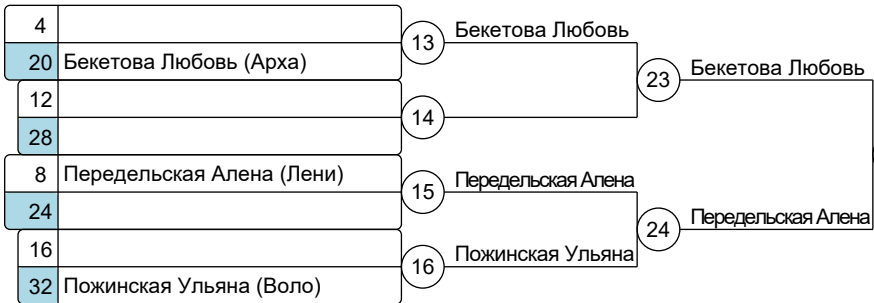 4
13
Бекетова Любовь
20 Бекетова Любовь (Арха)
23
Бекетова Любовь
12
14
28
8 Передельская Алена (Лени)
15
Передельская Алена
24
24
Передельская Алена
16
16
Пожинская Ульяна
32 Пожинская Ульяна (Воло)